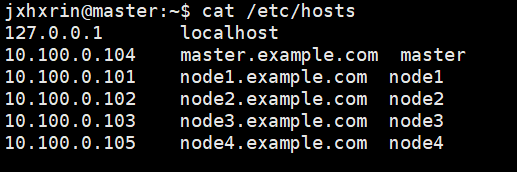 jxhxrin@master:~$ cat /etc/hosts
127.0.0.1       localhost
10.100.0.104    master.example.com  master
10.100.0.101    node1.example.com  node1
10.100.0.102    node2.example.com  node2
10.100.0.103    node3.example.com  node3
10.100.0.105    node4.example.com  node4